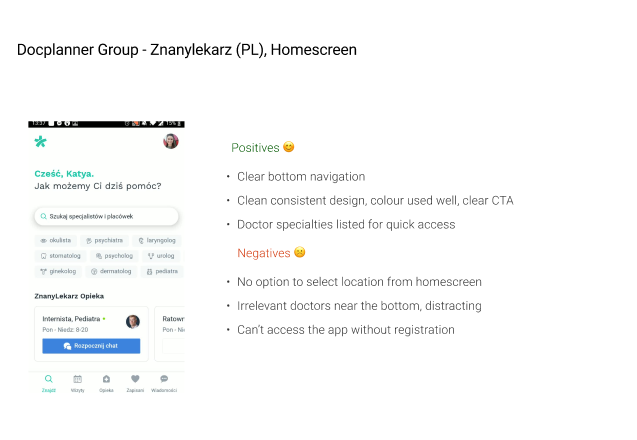 Docplanner Group - Znanylekarz (PL), Homescreen
13:37
15%
Cześć, Katya.
Jak możemy Ci dziś pomóc?
Szukaj specjalistów i placówek
okulista
psychiatra
laryngolog
stomatolog
psycholog
urolog
ginekolog
dermatolog
pediatra
ZnanyLekarz Opieka
Internista, Pediatra
Pon - Niedz: 8-20
Rozpocznij chat
Ratown
Pon - Ni
Znajdź
Wizyty
Opieka
Zapisani
Wiadomości
Positives 😊
• Clear bottom navigation
• Clean consistent design, colour used well, clear CTA
• Doctor specialties listed for quick access
Negatives 😕
• No option to select location from homescreen
• Irrelevant doctors near the bottom, distracting
• Can't access the app without registration